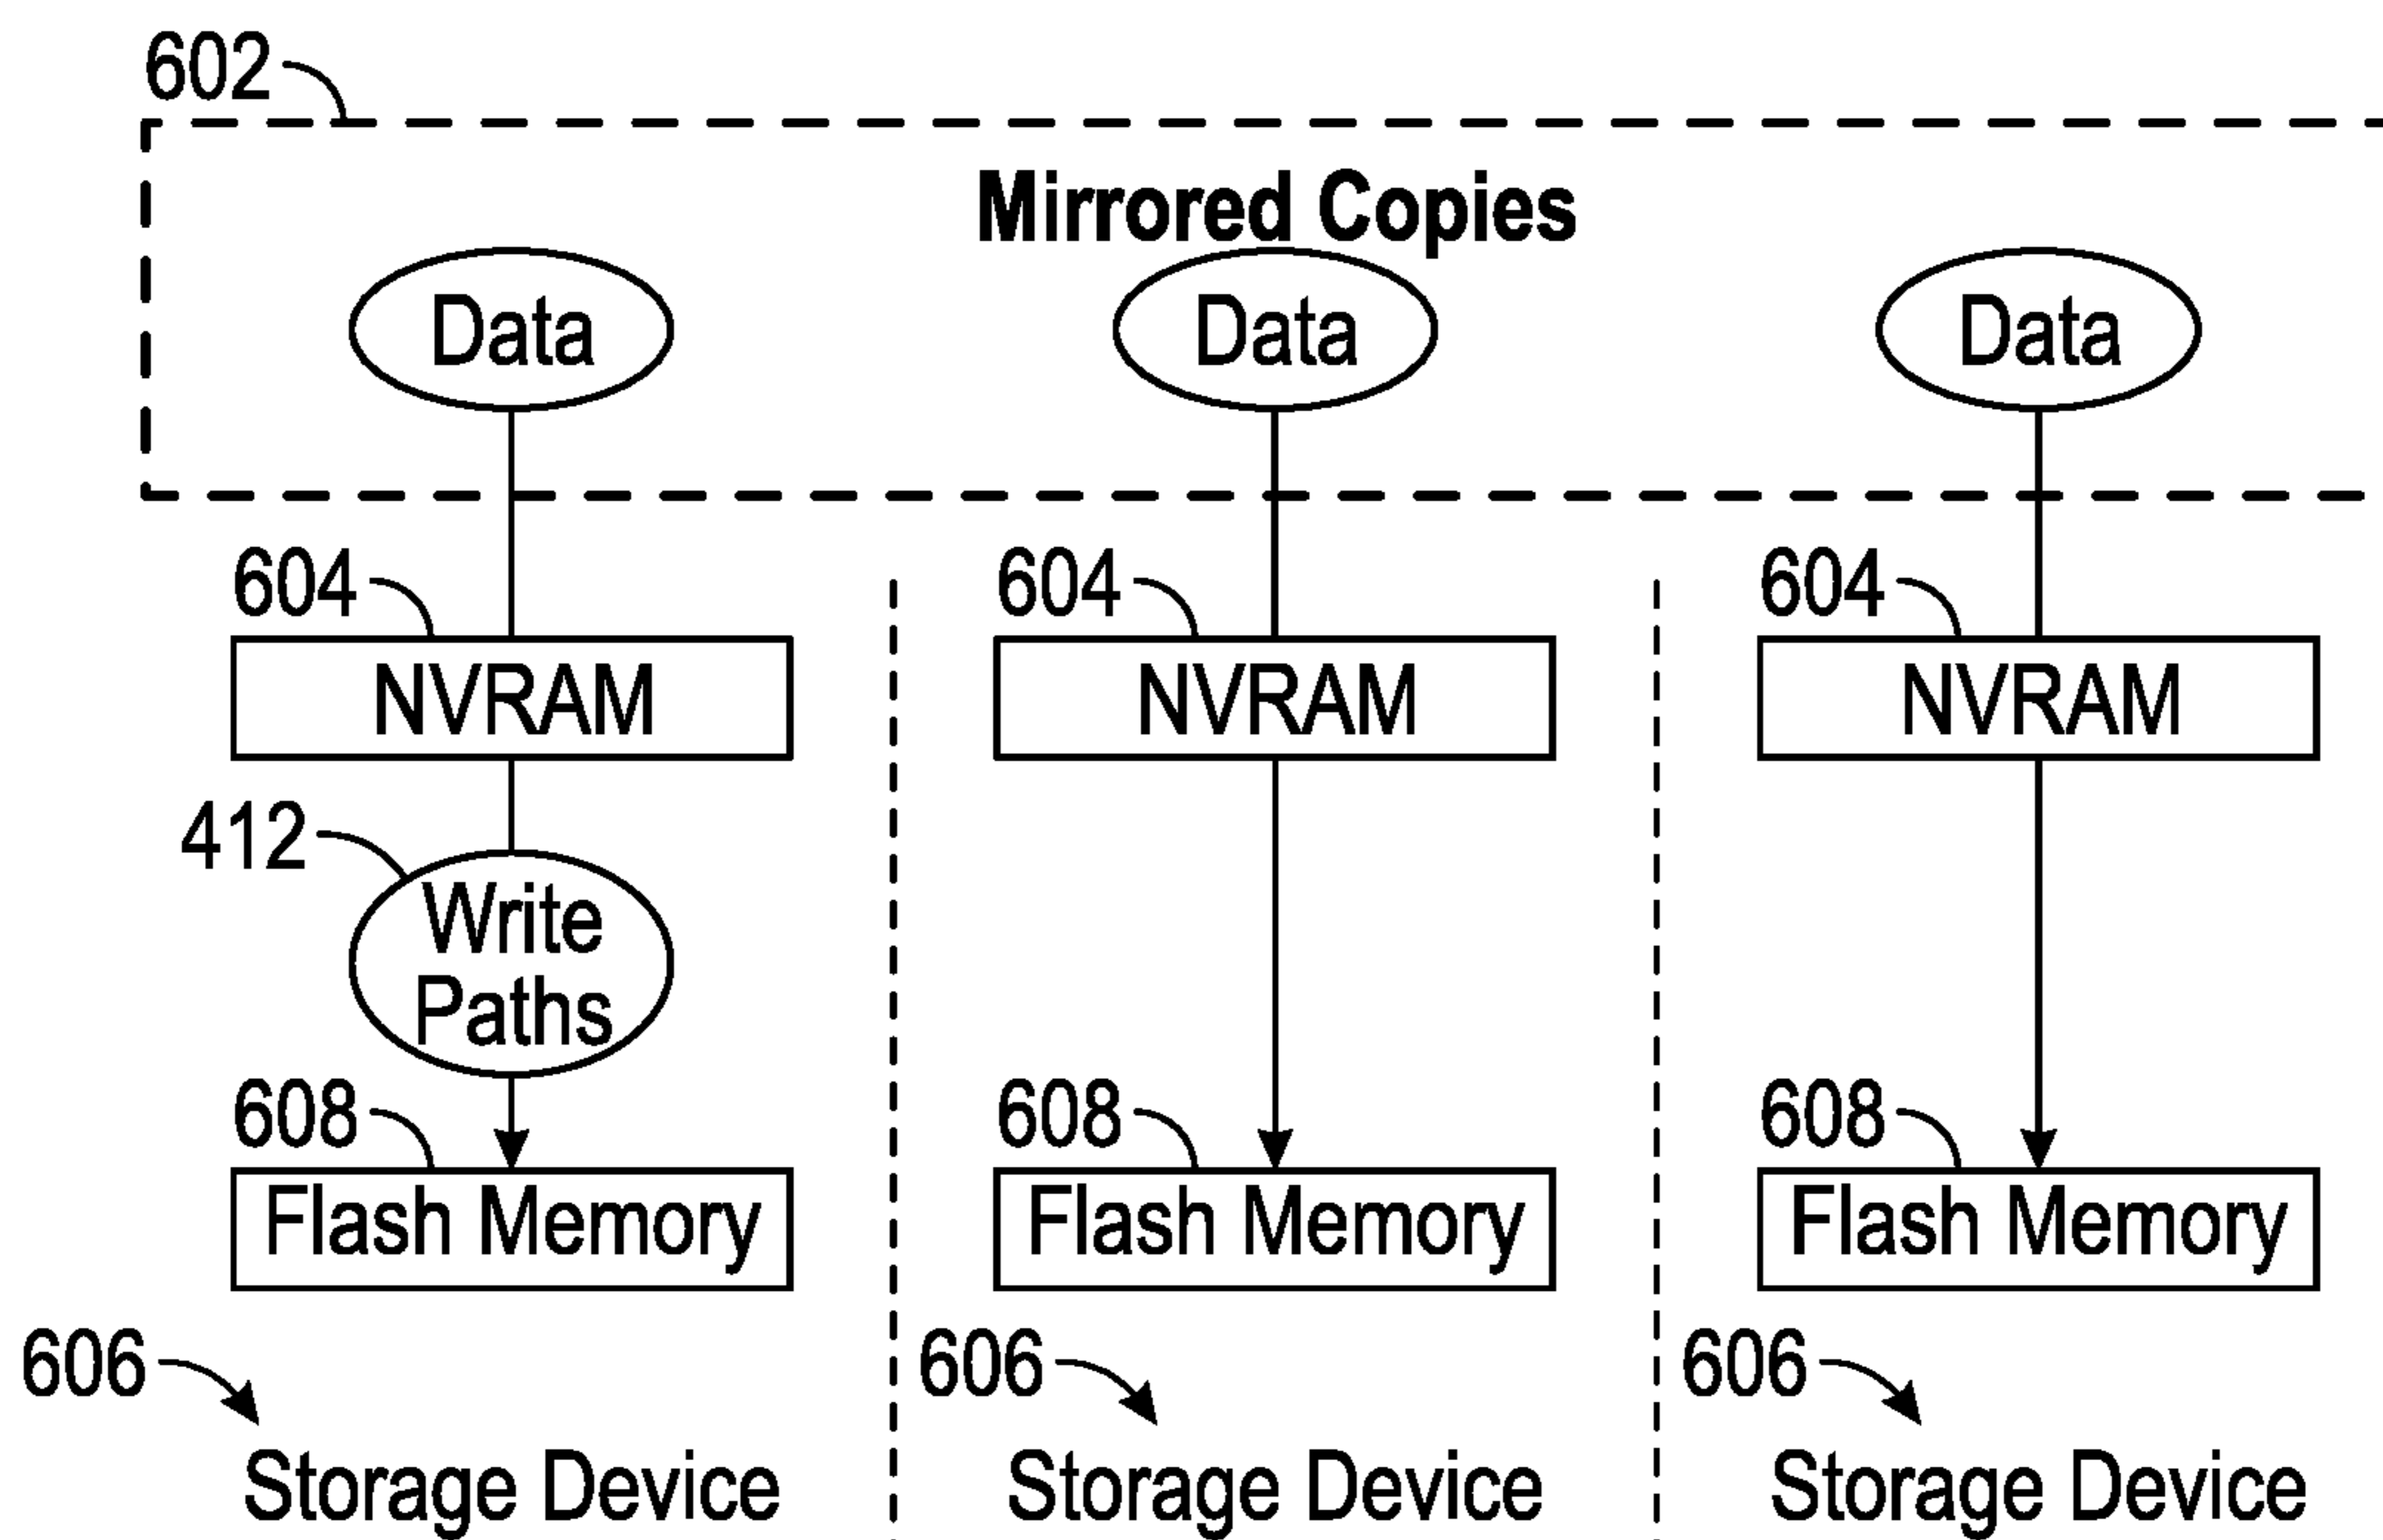 602
Mirrored Copies
Data Data Data
604 604 604
NVRAM NVRAM NVRAM
412
Write
Paths
608 608 608
Flash Memory Flash Memory Flash Memory
606 606 606
Storage Device Storage Device Storage Device